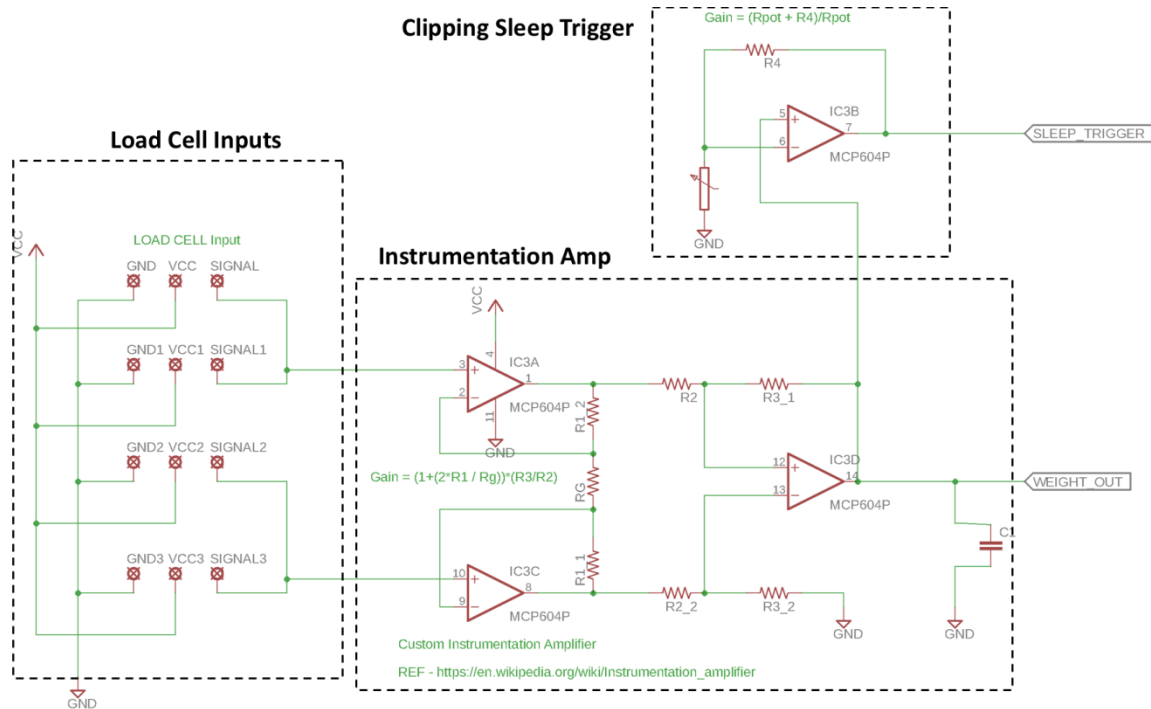 Clipping Sleep Trigger
Gain = (Rpot + R4)/Rpot
R4
IC3B
5
+
7
6
−
MCP604P
SLEEP_TRIGGER
GND
Load Cell Inputs
VCC
LOAD CELL Input
GND VCC SIGNAL
GND1 VCC1 SIGNAL1
GND2 VCC2 SIGNAL2
GND3 VCC3 SIGNAL3
GND
Instrumentation Amp
VCC
4
IC3A
3
+
1
2
−
MCP604P
11
GND
R1_2
R2
R3_1
Gain = (1+(2*R1 / Rg))*(R3/R2)
RG
12
+
IC3D
14
13
−
MCP604P
WEIGHT_OUT
C1
R1_1
10
+
IC3C
8
9
−
MCP604P
R2_2
R3_2
GND
GND
Custom Instrumentation Amplifier
REF - https://en.wikipedia.org/wiki/Instrumentation_amplifier